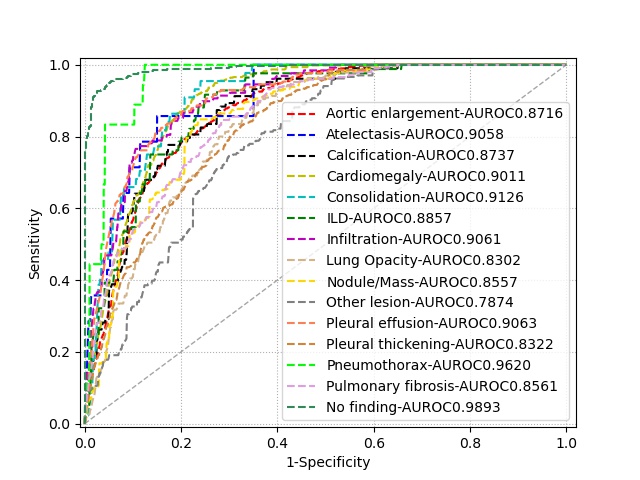 1.0
0.8
0.6
0.4
0.2
0.0
Sensitivity
0.0 0.2 0.4 0.6 0.8 1.0
1-Specificity
Aortic enlargement-AUROC0.8716
Atelectasis-AUROC0.9058
Calcification-AUROC0.8737
Cardiomegaly-AUROC0.9011
Consolidation-AUROC0.9126
ILD-AUROC0.8857
Infiltration-AUROC0.9061
Lung Opacity-AUROC0.8302
Nodule/Mass-AUROC0.8557
Other lesion-AUROC0.7874
Pleural effusion-AUROC0.9063
Pleural thickening-AUROC0.8322
Pneumothorax-AUROC0.9620
Pulmonary fibrosis-AUROC0.8561
No finding-AUROC0.9893